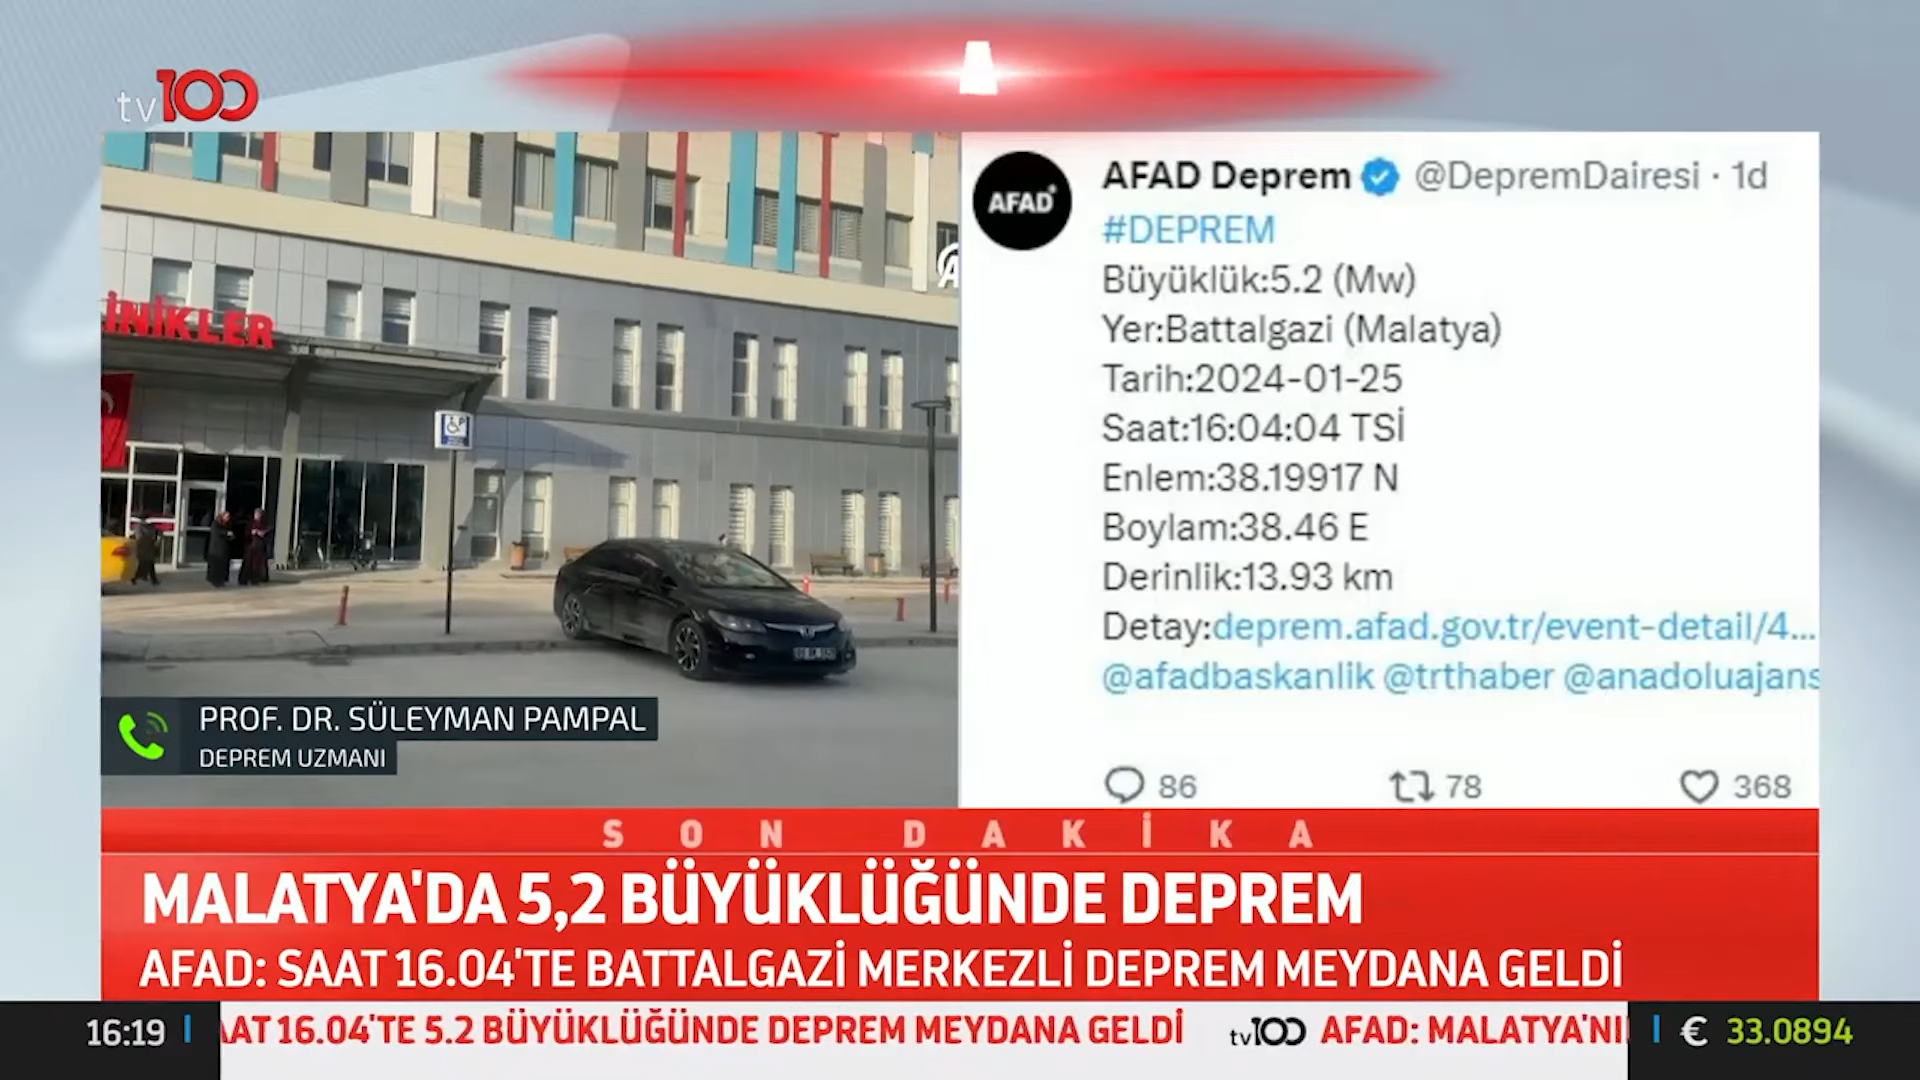 tv100
İNİKLER
P
AFAD
AFAD Deprem @DepremDairesi · 1d
#DEPREM
Büyüklük:5.2 (Mw)
Yer:Battalgazi (Malatya)
Tarih:2024-01-25
Saat:16:04:04 TSİ
Enlem:38.19917 N
Boylam:38.46 E
Derinlik:13.93 km
Detay:deprem.afad.gov.tr/event-detail/4...
@afadbaskanlik @trthaber @anadoluajans
86 78 368
PROF. DR. SÜLEYMAN PAMPAL
DEPREM UZMANI
SON DAKİKA
MALATYA'DA 5,2 BÜYÜKLÜĞÜNDE DEPREM
AFAD: SAAT 16.04'TE BATTALGAZİ MERKEZLİ DEPREM MEYDANA GELDİ
16:19 AAT 16.04'TE 5.2 BÜYÜKLÜĞÜNDE DEPREM MEYDANA GELDİ tv100 AFAD: MALATYA'NI € 33.0894